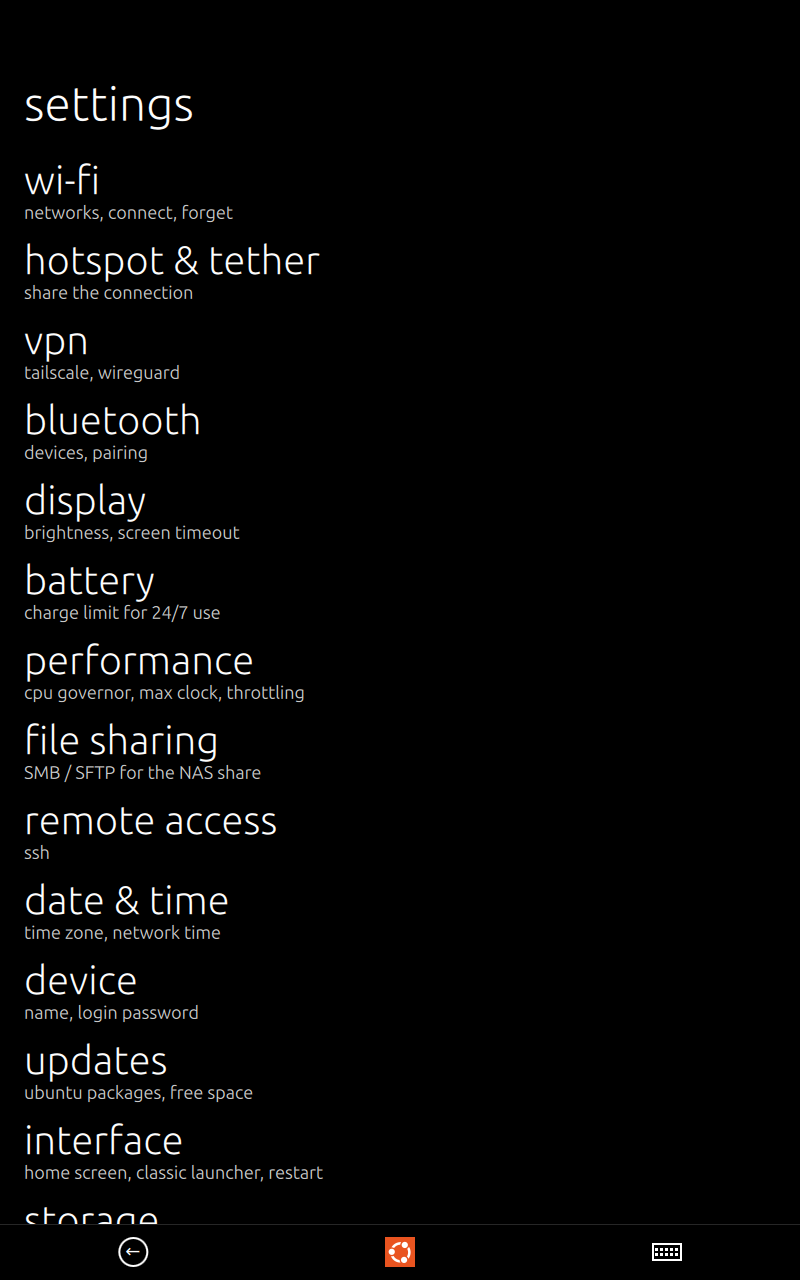 settings
wi-fi
networks, connect, forget
hotspot & tether
share the connection
vpn
tailscale, wireguard
bluetooth
devices, pairing
display
brightness, screen timeout
battery
charge limit for 24/7 use
performance
cpu governor, max clock, throttling
file sharing
SMB / SFTP for the NAS share
remote access
ssh
date & time
time zone, network time
device
name, login password
updates
ubuntu packages, free space
interface
home screen, classic launcher, restart
storage